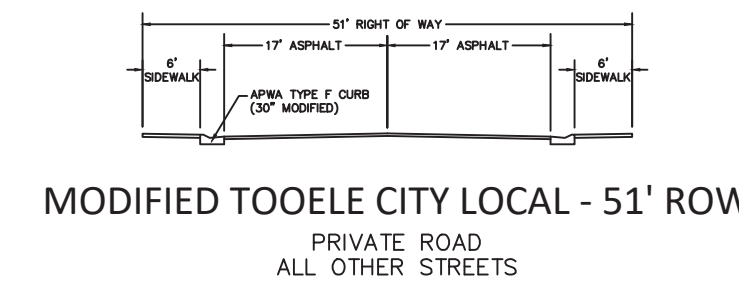 51' RIGHT OF WAY
17' ASPHALT 17' ASPHALT
6' 6'
SIDEWALK SIDEWALK
APWA TYPE F CURB
(30" MODIFIED)
MODIFIED TOOELE CITY LOCAL - 51' ROW
PRIVATE ROAD
ALL OTHER STREETS